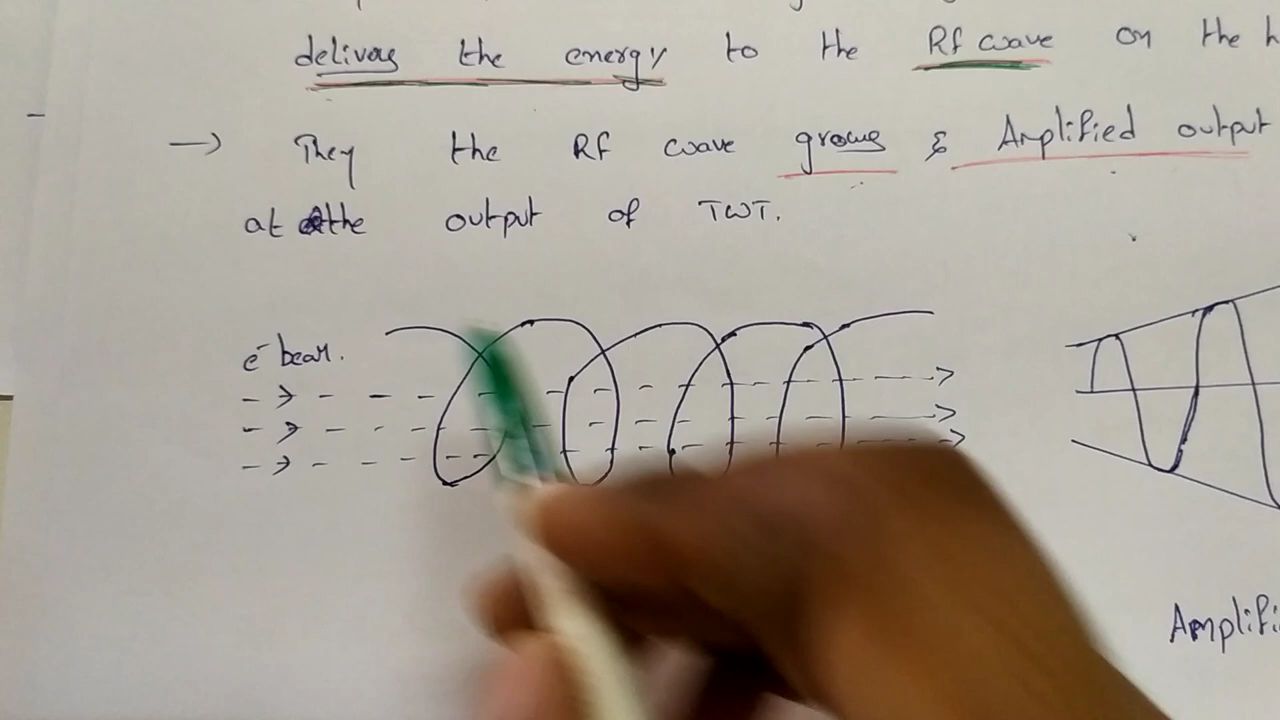 delivers the energy to the Rf wave on the
→ They the Rf wave grows & Amplified output
at the output of TWT.
e⁻ beam.